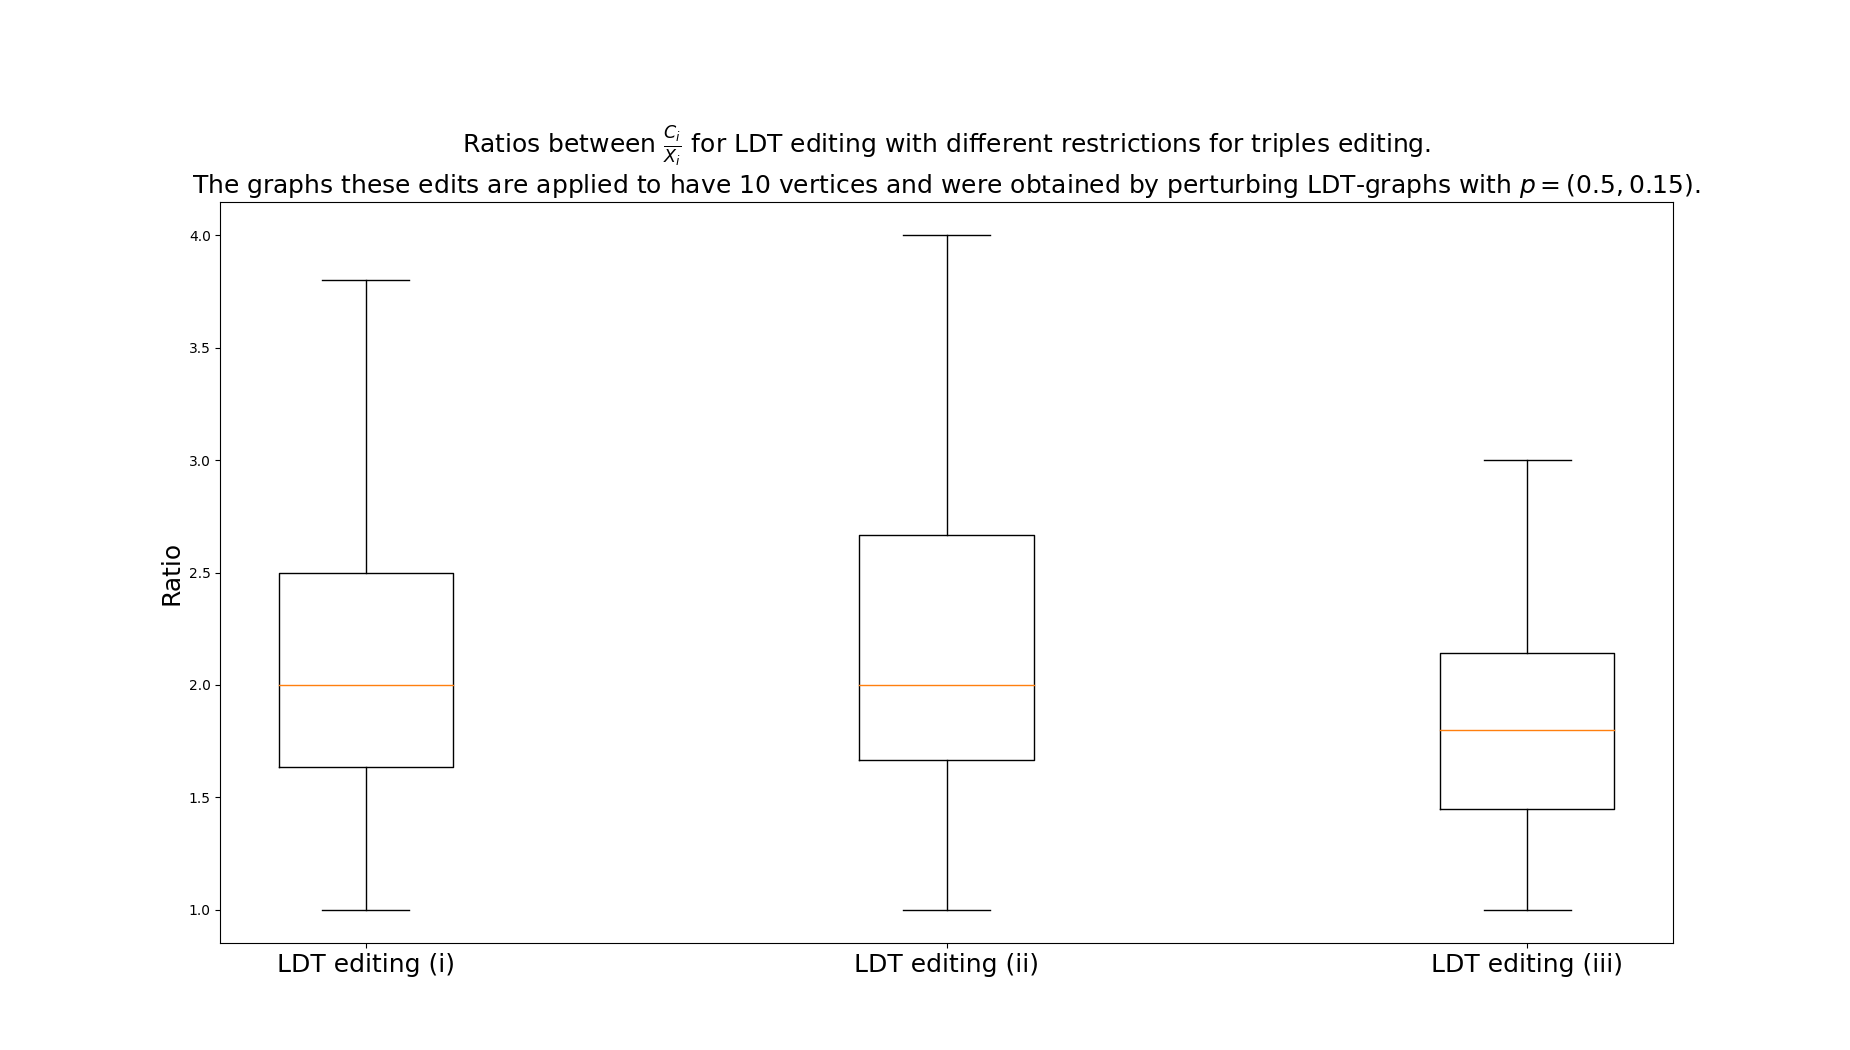 Ratios between $\frac{C_i}{X_i}$ for LDT editing with different restrictions for triples editing.
The graphs these edits are applied to have 10 vertices and were obtained by perturbing LDT-graphs with $p = (0.5, 0.15)$.
4.0
3.5
3.0
2.5
2.0
1.5
1.0
Ratio
LDT editing (i)
LDT editing (ii)
LDT editing (iii)